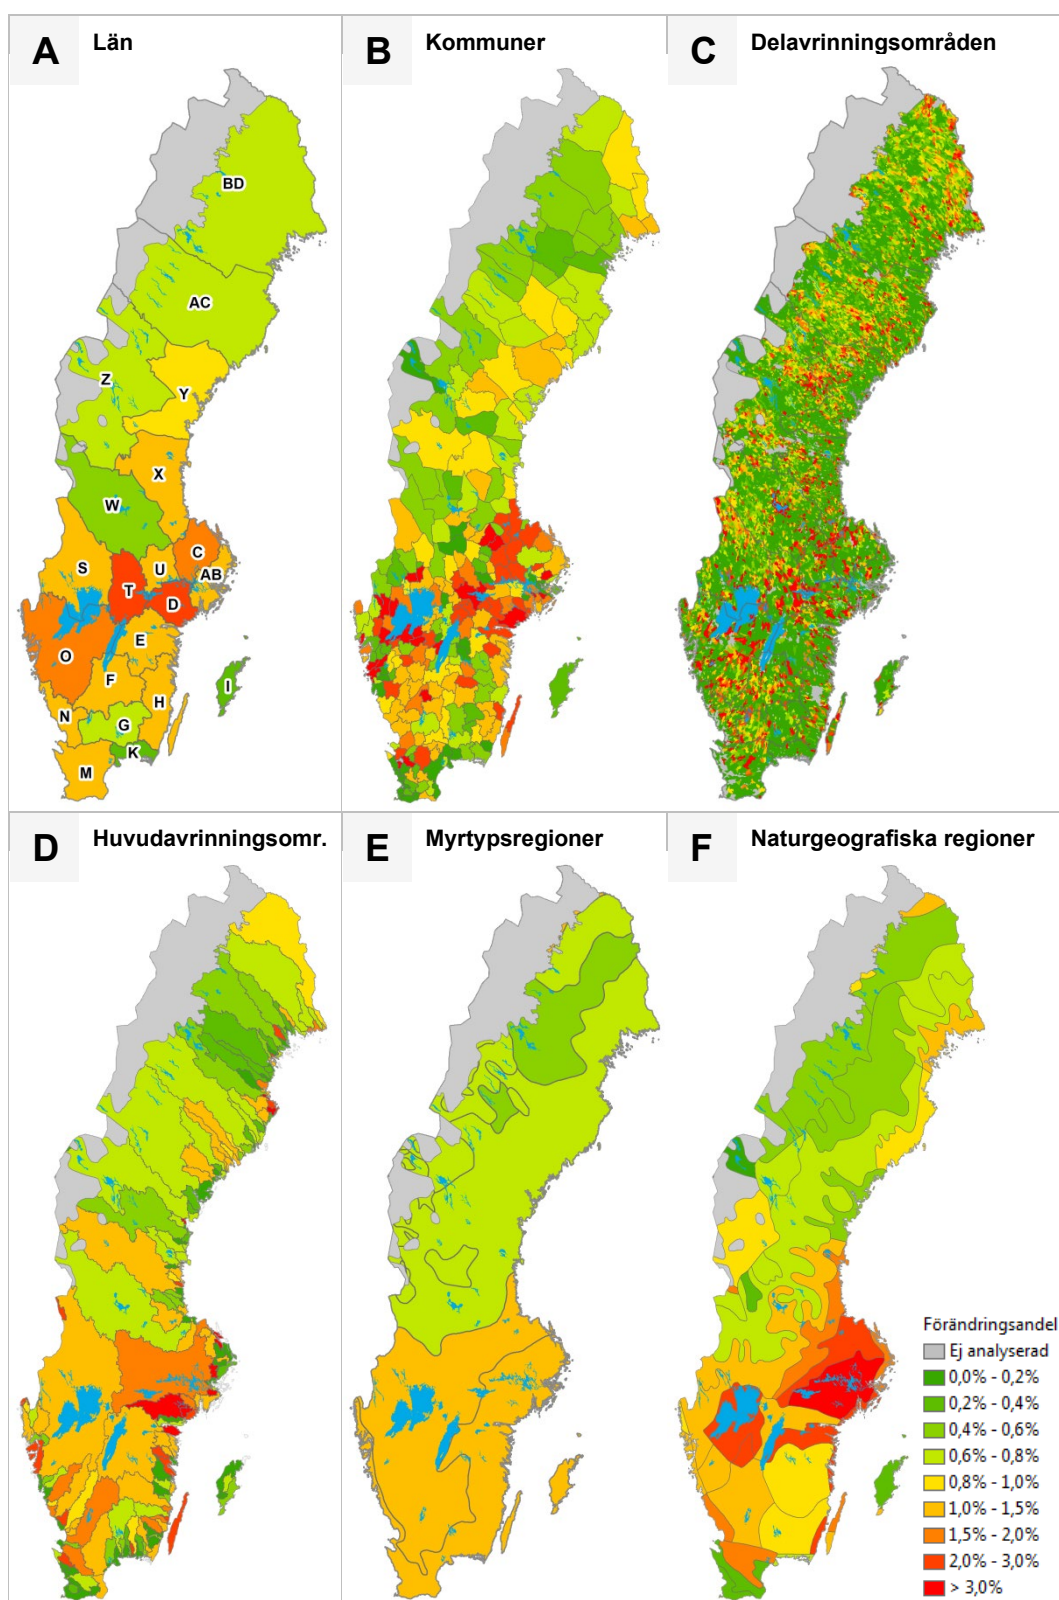 A Län
B Kommuner
C Delavrinningsområden
BD
AC
Z
Y
X
W
C
S
U
AB
T
D
E
O
F
I
H
N
G
K
M
D Huvudavrinningsomr.
E Myrtypsregioner
F Naturgeografiska regioner
Förändringsandel
Ej analyserad
0,0% - 0,2%
0,2% - 0,4%
0,4% - 0,6%
0,6% - 0,8%
0,8% - 1,0%
1,0% - 1,5%
1,5% - 2,0%
2,0% - 3,0%
> 3,0%